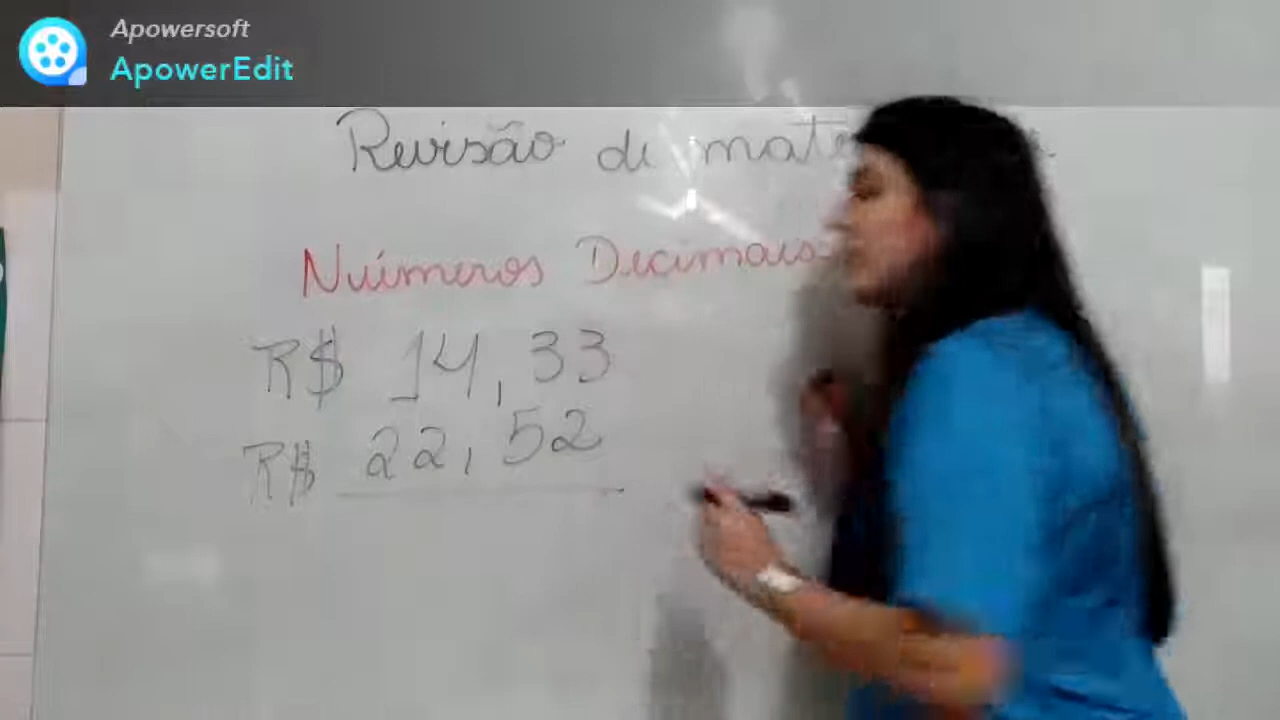 Apowersoft
ApowerEdit
Revisão de
Números Decimais
R$ 14,33
R$ 22,52